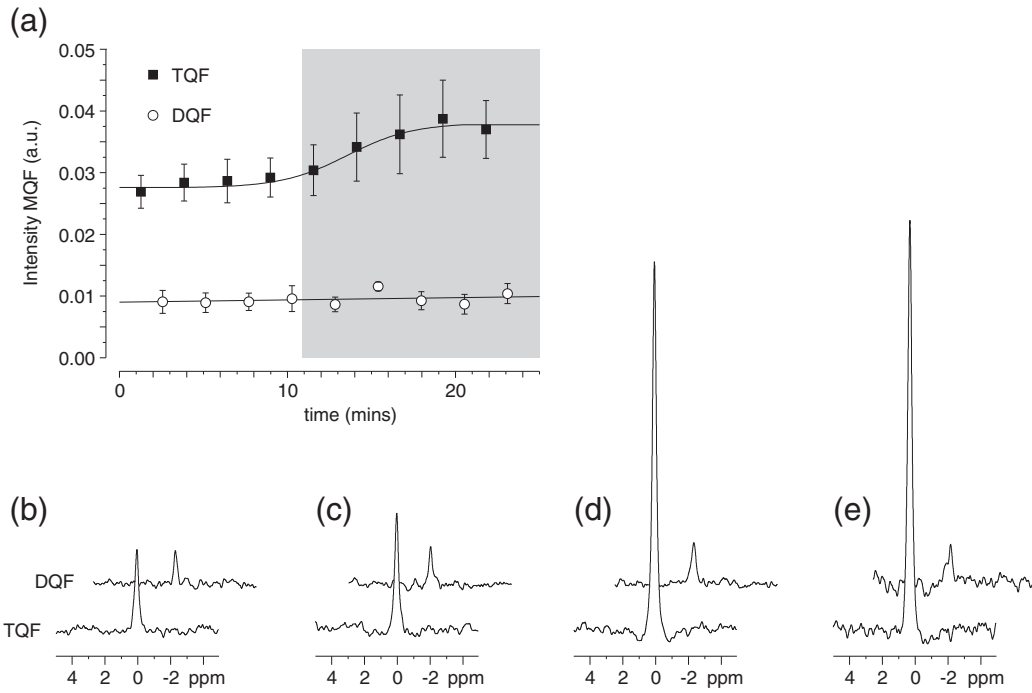 (a)
0.05
0.04
0.03
0.02
0.01
0.00
Intensity MQF (a.u.)
TQF
DQF
0 10 20
time (mins)
(b) (c) (d) (e)
DQF
TQF
4 2 0 -2 ppm 4 2 0 -2 ppm 4 2 0 -2 ppm 4 2 0 -2 ppm